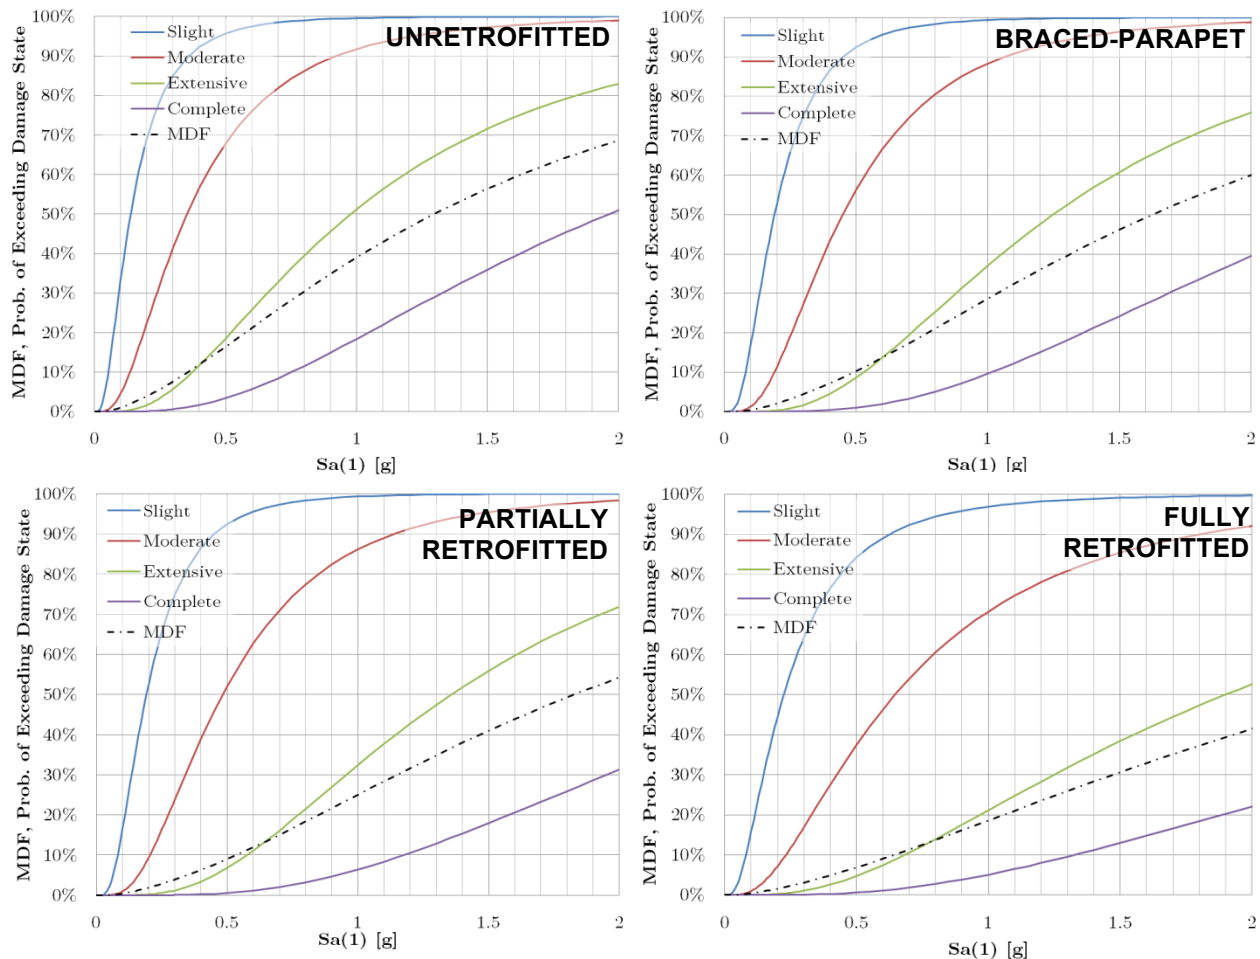 UNRETROFITTED
MDF, Prob. of Exceeding Damage State
100%
90%
80%
70%
60%
50%
40%
30%
20%
10%
0%
Slight
Moderate
Extensive
Complete
MDF
0
0.5
1
1.5
2
Sa(1) [g]
BRACED-PARAPET
MDF, Prob. of Exceeding Damage State
100%
90%
80%
70%
60%
50%
40%
30%
20%
10%
0%
Slight
Moderate
Extensive
Complete
MDF
0
0.5
1
1.5
2
Sa(1) [g]
PARTIALLY
RETROFITTED
MDF, Prob. of Exceeding Damage State
100%
90%
80%
70%
60%
50%
40%
30%
20%
10%
0%
Slight
Moderate
Extensive
Complete
MDF
0
0.5
1
1.5
2
Sa(1) [g]
FULLY
RETROFITTED
MDF, Prob. of Exceeding Damage State
100%
90%
80%
70%
60%
50%
40%
30%
20%
10%
0%
Slight
Moderate
Extensive
Complete
MDF
0
0.5
1
1.5
2
Sa(1) [g]